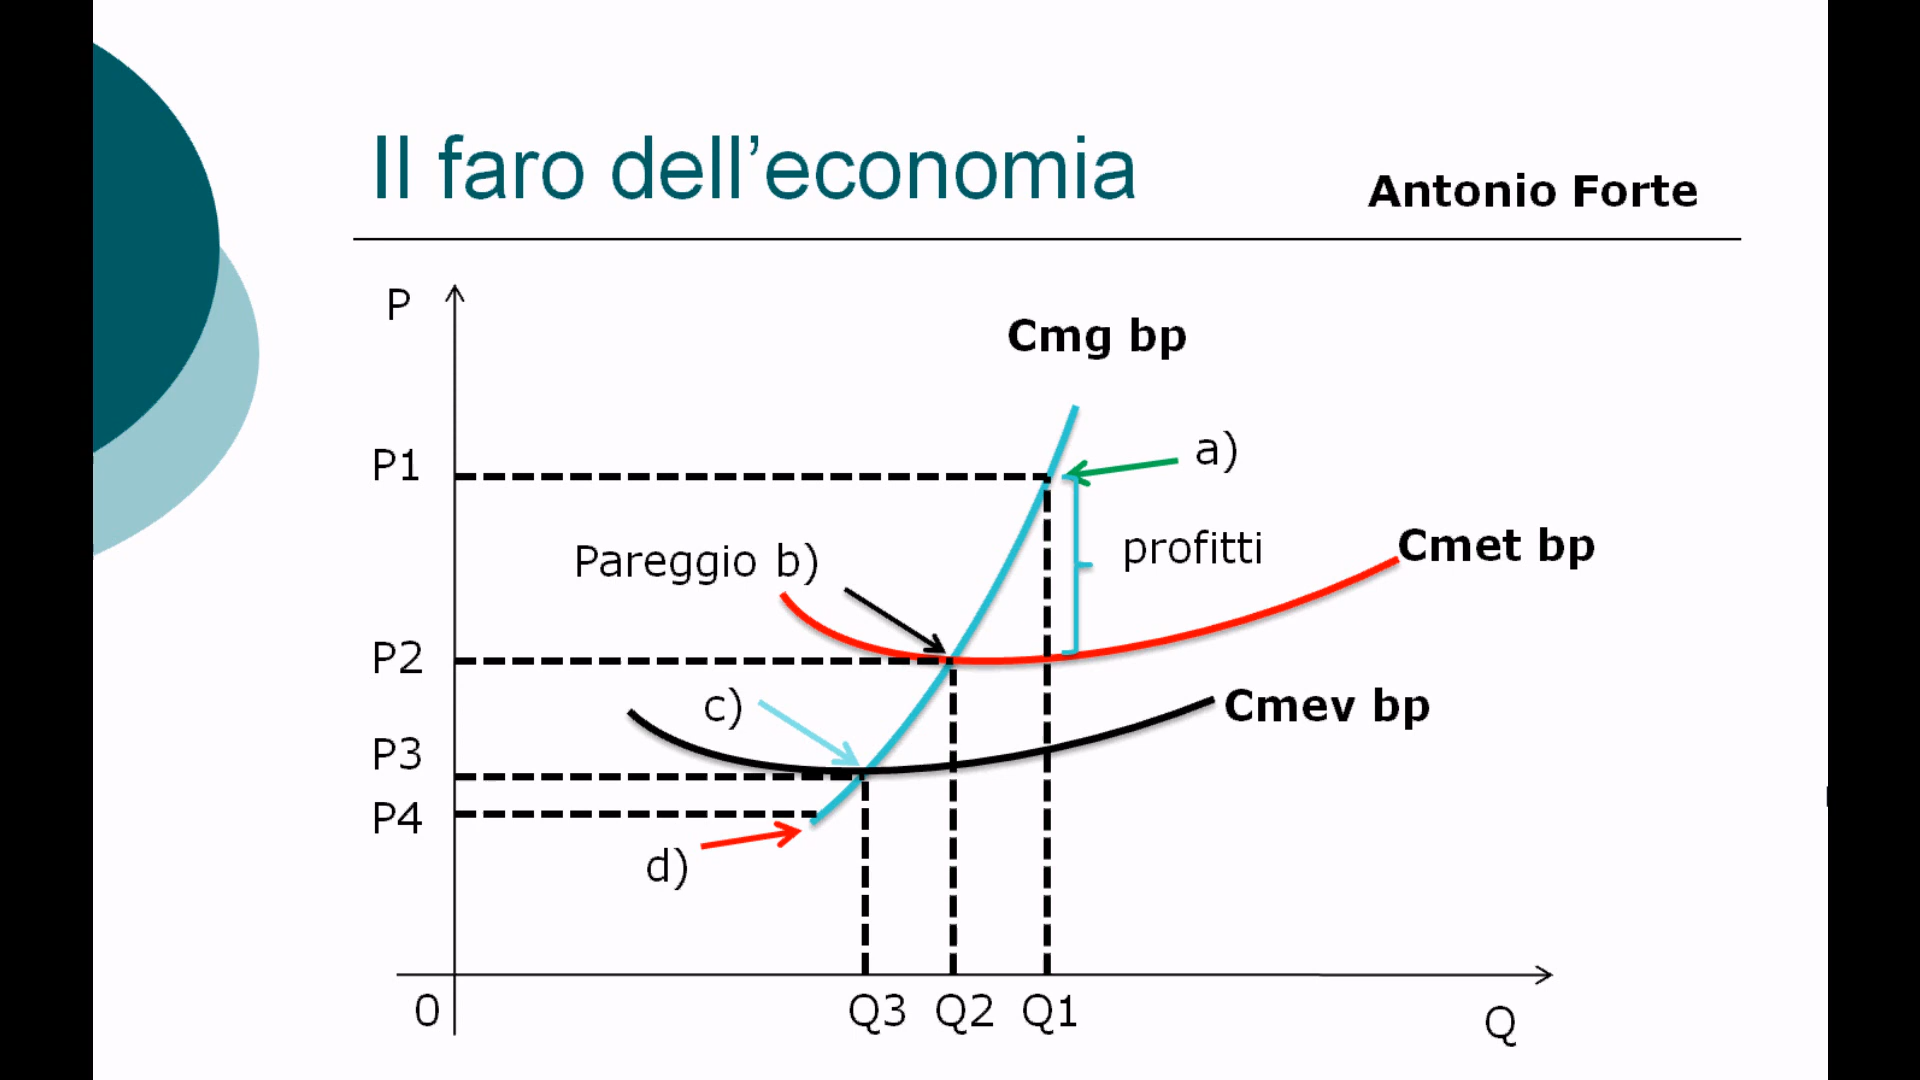 Il faro dell’economia
Antonio Forte
P
Cmg bp
a)
P1
profitti
Cmet bp
Pareggio b)
P2
c)
Cmev bp
P3
P4
d)
0
Q3
Q2
Q1
Q